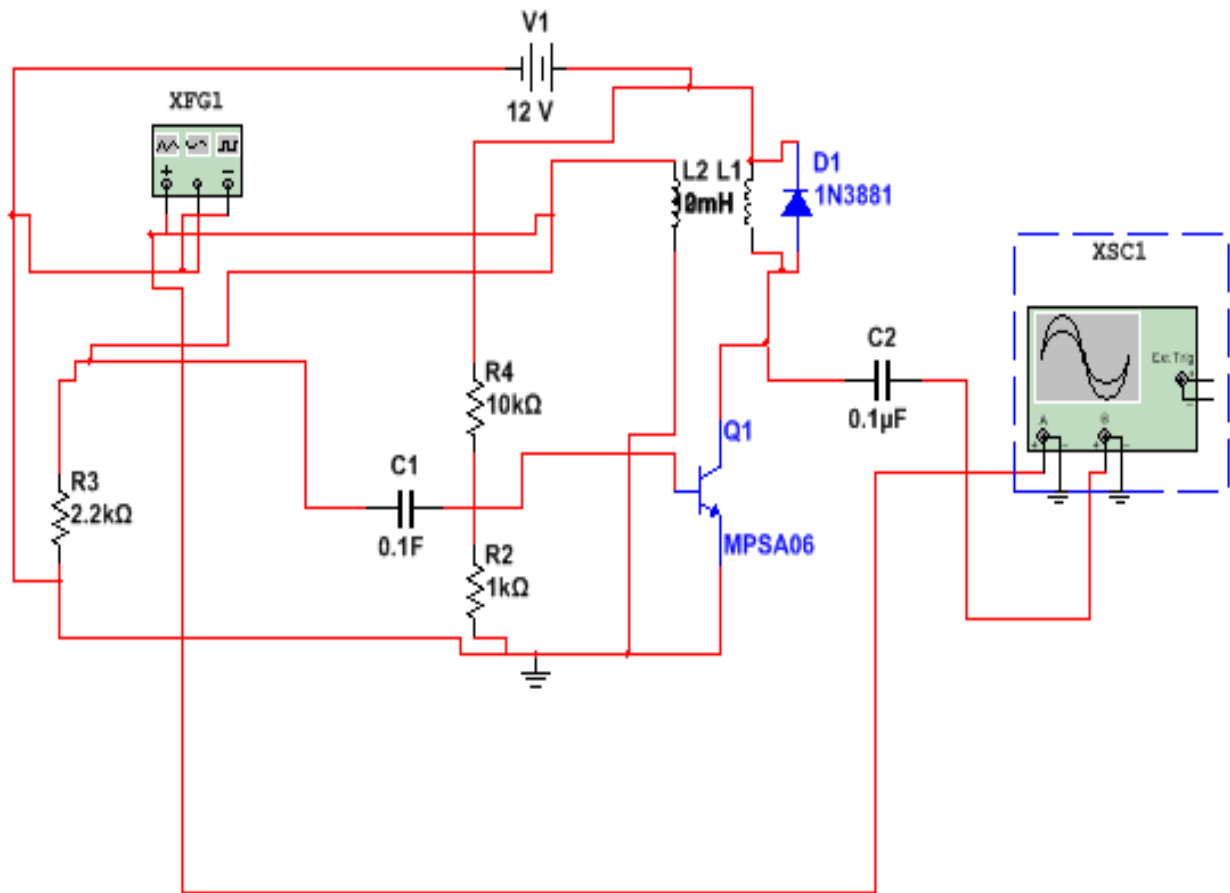 V1
12 V
XFG1
+
−
L2 L1
D1
1N3881
XSC1
Ext Trig
+
−
A
B
+
−
+
−
C2
0.1µF
R4
10kΩ
Q1
C1
0.1F
R3
2.2kΩ
MPSA06
R2
1kΩ